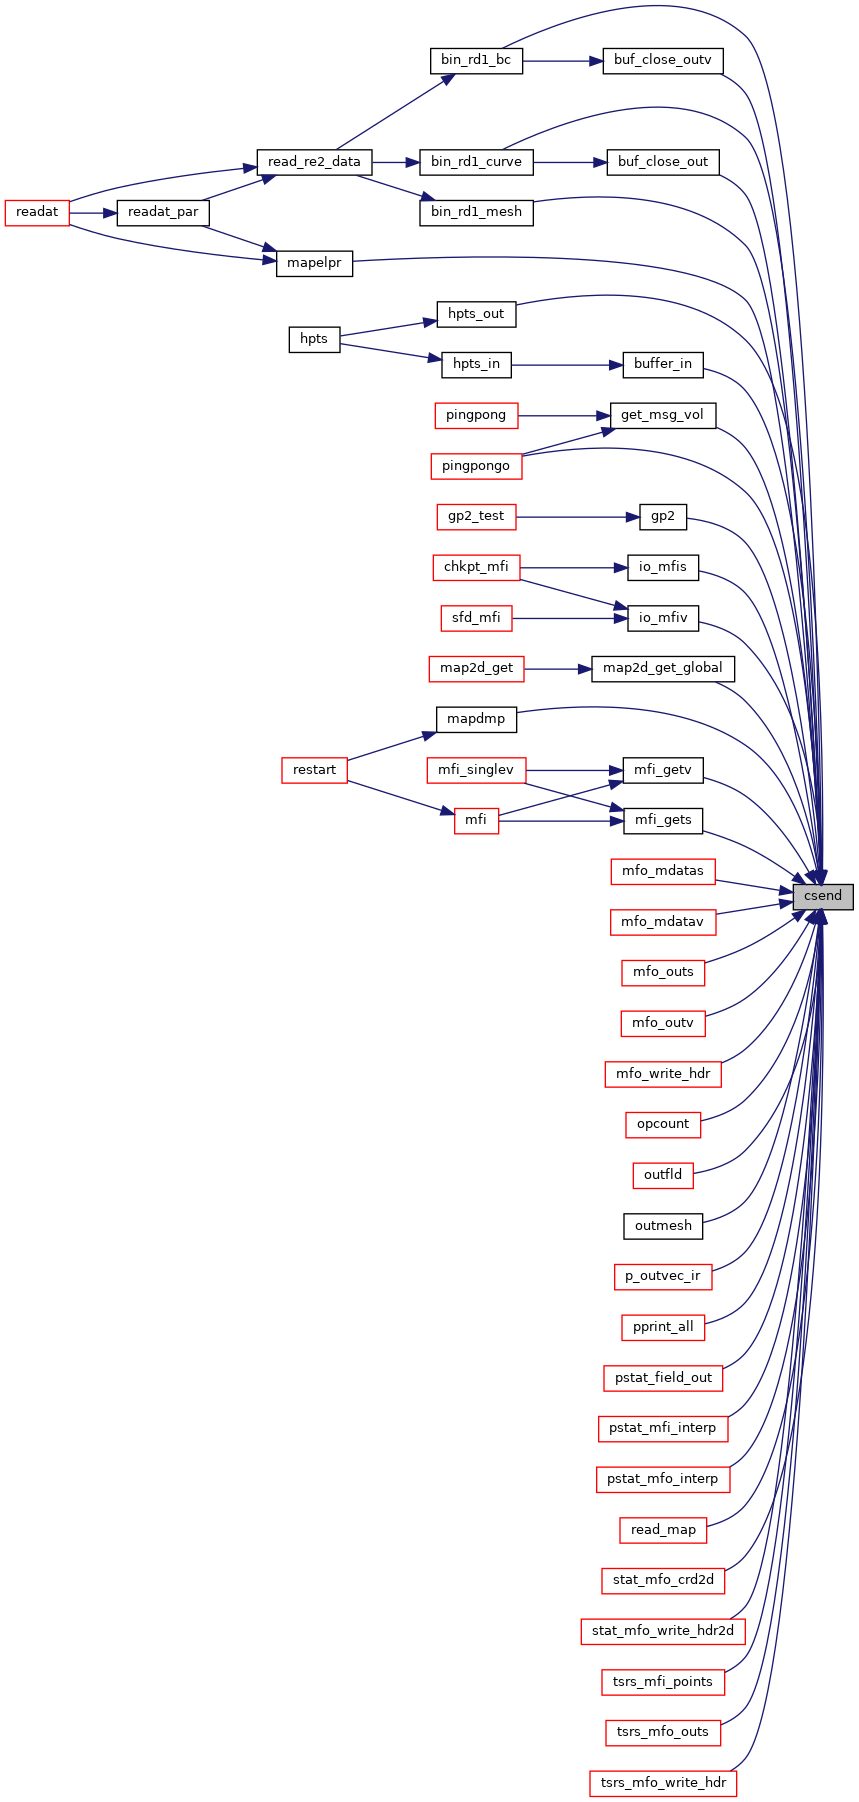 bin_rd1_bc
buf_close_outv
read_re2_data
bin_rd1_curve
buf_close_out
readat
readat_par
bin_rd1_mesh
mapelpr
hpts_out
hpts
hpts_in
buffer_in
pingpong
get_msg_vol
pingpongo
gp2_test
gp2
chkpt_mfi
io_mfis
sfd_mfi
io_mfiv
map2d_get
map2d_get_global
mapdmp
restart
mfi_singlev
mfi_getv
mfi
mfi_gets
mfo_mdatas
csend
mfo_mdatav
mfo_outs
mfo_outv
mfo_write_hdr
opcount
outfld
outmesh
p_outvec_ir
pprint_all
pstat_field_out
pstat_mfi_interp
pstat_mfo_interp
read_map
stat_mfo_crd2d
stat_mfo_write_hdr2d
tsrs_mfi_points
tsrs_mfo_outs
tsrs_mfo_write_hdr